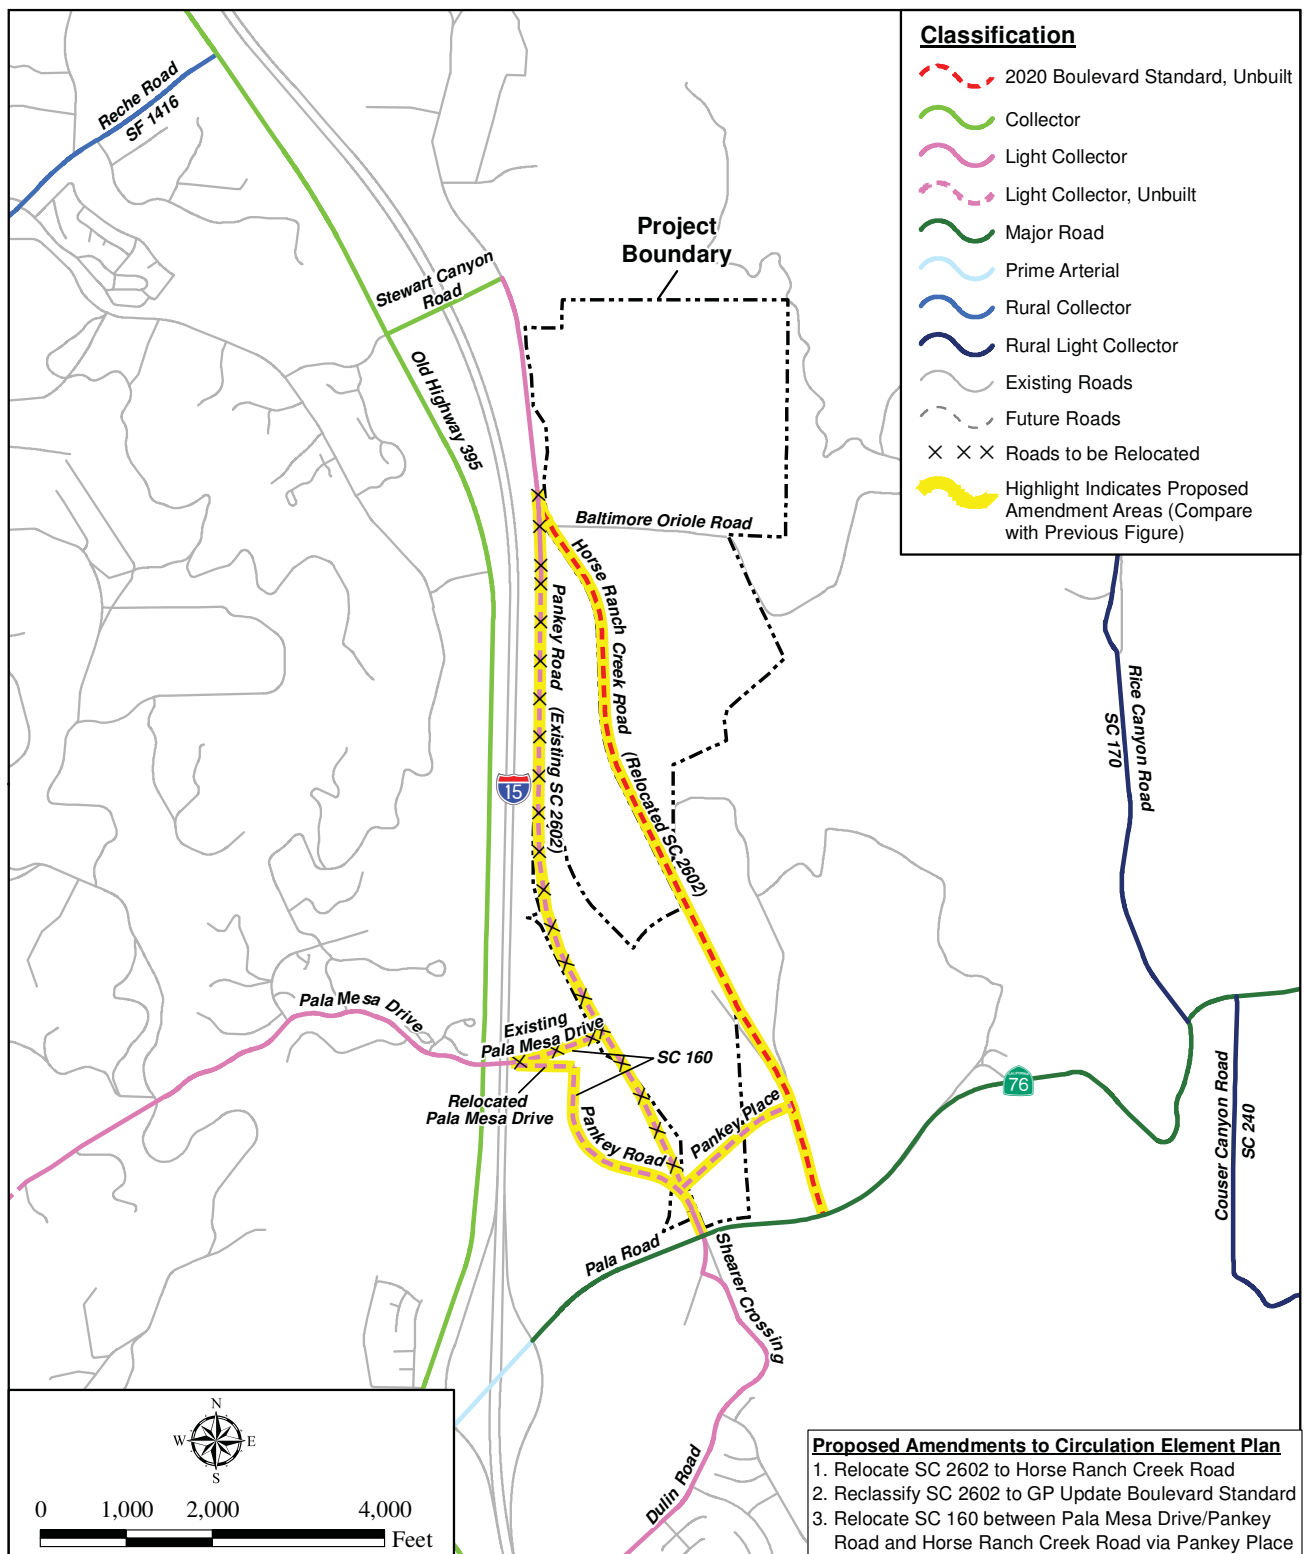 Classification
2020 Boulevard Standard, Unbuilt
Collector
Light Collector
Light Collector, Unbuilt
Major Road
Prime Arterial
Rural Collector
Rural Light Collector
Existing Roads
Future Roads
Roads to be Relocated
Highlight Indicates Proposed
Amendment Areas (Compare
with Previous Figure)
Reche Road
SF 1416
Project
Boundary
Stewart Canyon
Road
Old Highway 395
Baltimore Oriole Road
Horse Ranch Creek Road (Relocated SC 2602)
Pankey Road (Existing SC 2602)
Rice Canyon Road
SC 170
15
Pala Mesa Drive
Existing
Pala Mesa Drive
SC 160
Relocated
Pala Mesa Drive
Pankey Road
Pankey Place
CALIFORNIA
76
Couser Canyon Road
SC 240
Pala Road
Shearer Crossing
Dulin Road
N
W E
S
0 1,000 2,000 4,000
Feet
Proposed Amendments to Circulation Element Plan
1. Relocate SC 2602 to Horse Ranch Creek Road
2. Reclassify SC 2602 to GP Update Boulevard Standard
3. Relocate SC 160 between Pala Mesa Drive/Pankey
Road and Horse Ranch Creek Road via Pankey Place